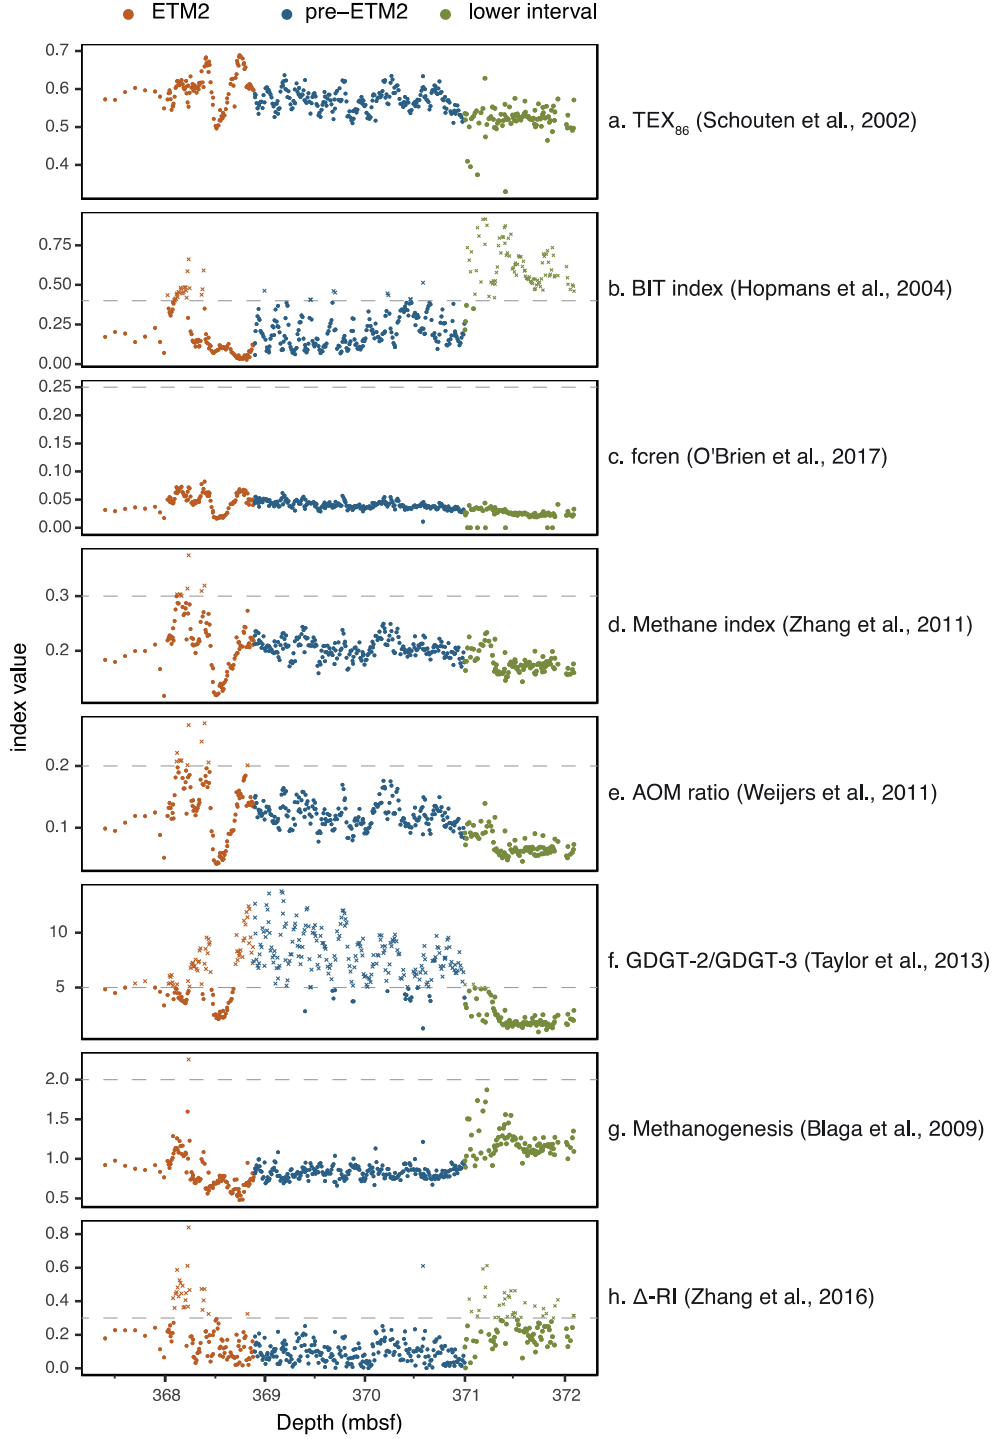 ETM2 pre−ETM2 lower interval
0.7
0.6
0.5
0.4
a. TEX86 (Schouten et al., 2002)
0.75
0.50
0.25
0.00
b. BIT index (Hopmans et al., 2004)
0.25
0.20
0.15
0.10
0.05
0.00
c. fcren (O'Brien et al., 2017)
0.3
0.2
d. Methane index (Zhang et al., 2011)
index value
0.2
0.1
e. AOM ratio (Weijers et al., 2011)
10
5
f. GDGT-2/GDGT-3 (Taylor et al., 2013)
2.0
1.5
1.0
0.5
g. Methanogenesis (Blaga et al., 2009)
0.8
0.6
0.4
0.2
0.0
h. Δ-RI (Zhang et al., 2016)
368 369 370 371 372
Depth (mbsf)